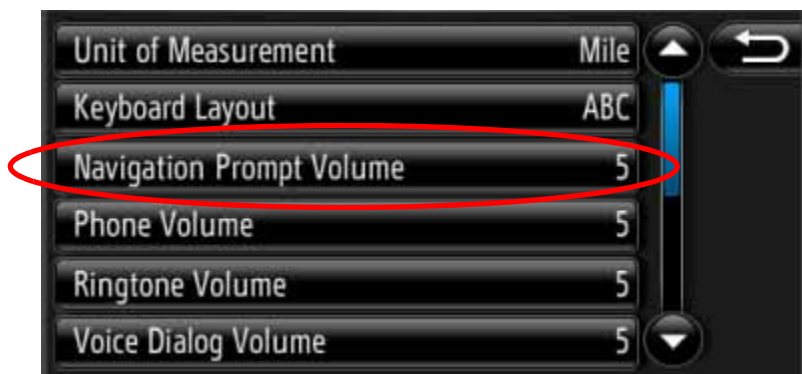 Unit of Measurement Mile
Keyboard Layout ABC
Navigation Prompt Volume 5
Phone Volume 5
Ringtone Volume 5
Voice Dialog Volume 5